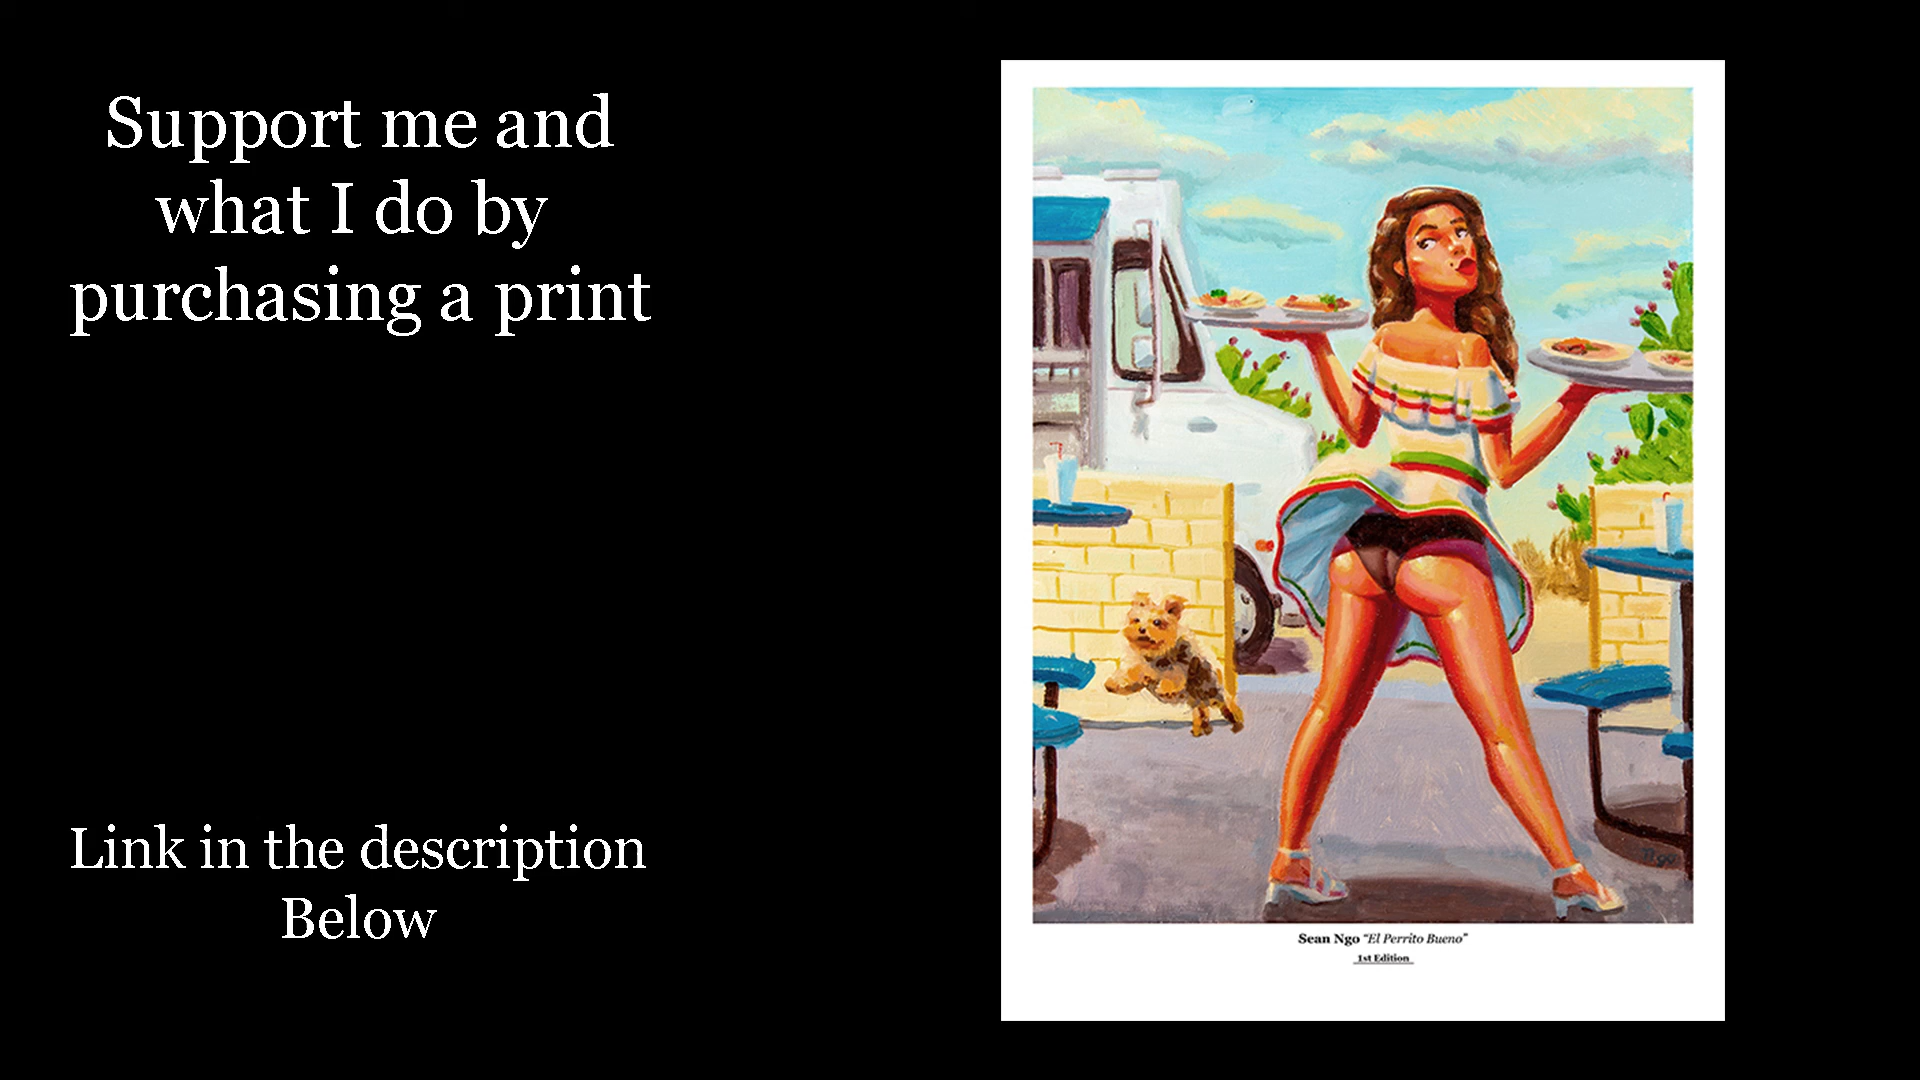 Support me and
what I do by
purchasing a print
Link in the description
Below
Ngo
Sean Ngo “El Perrito Bueno”
1st Edition